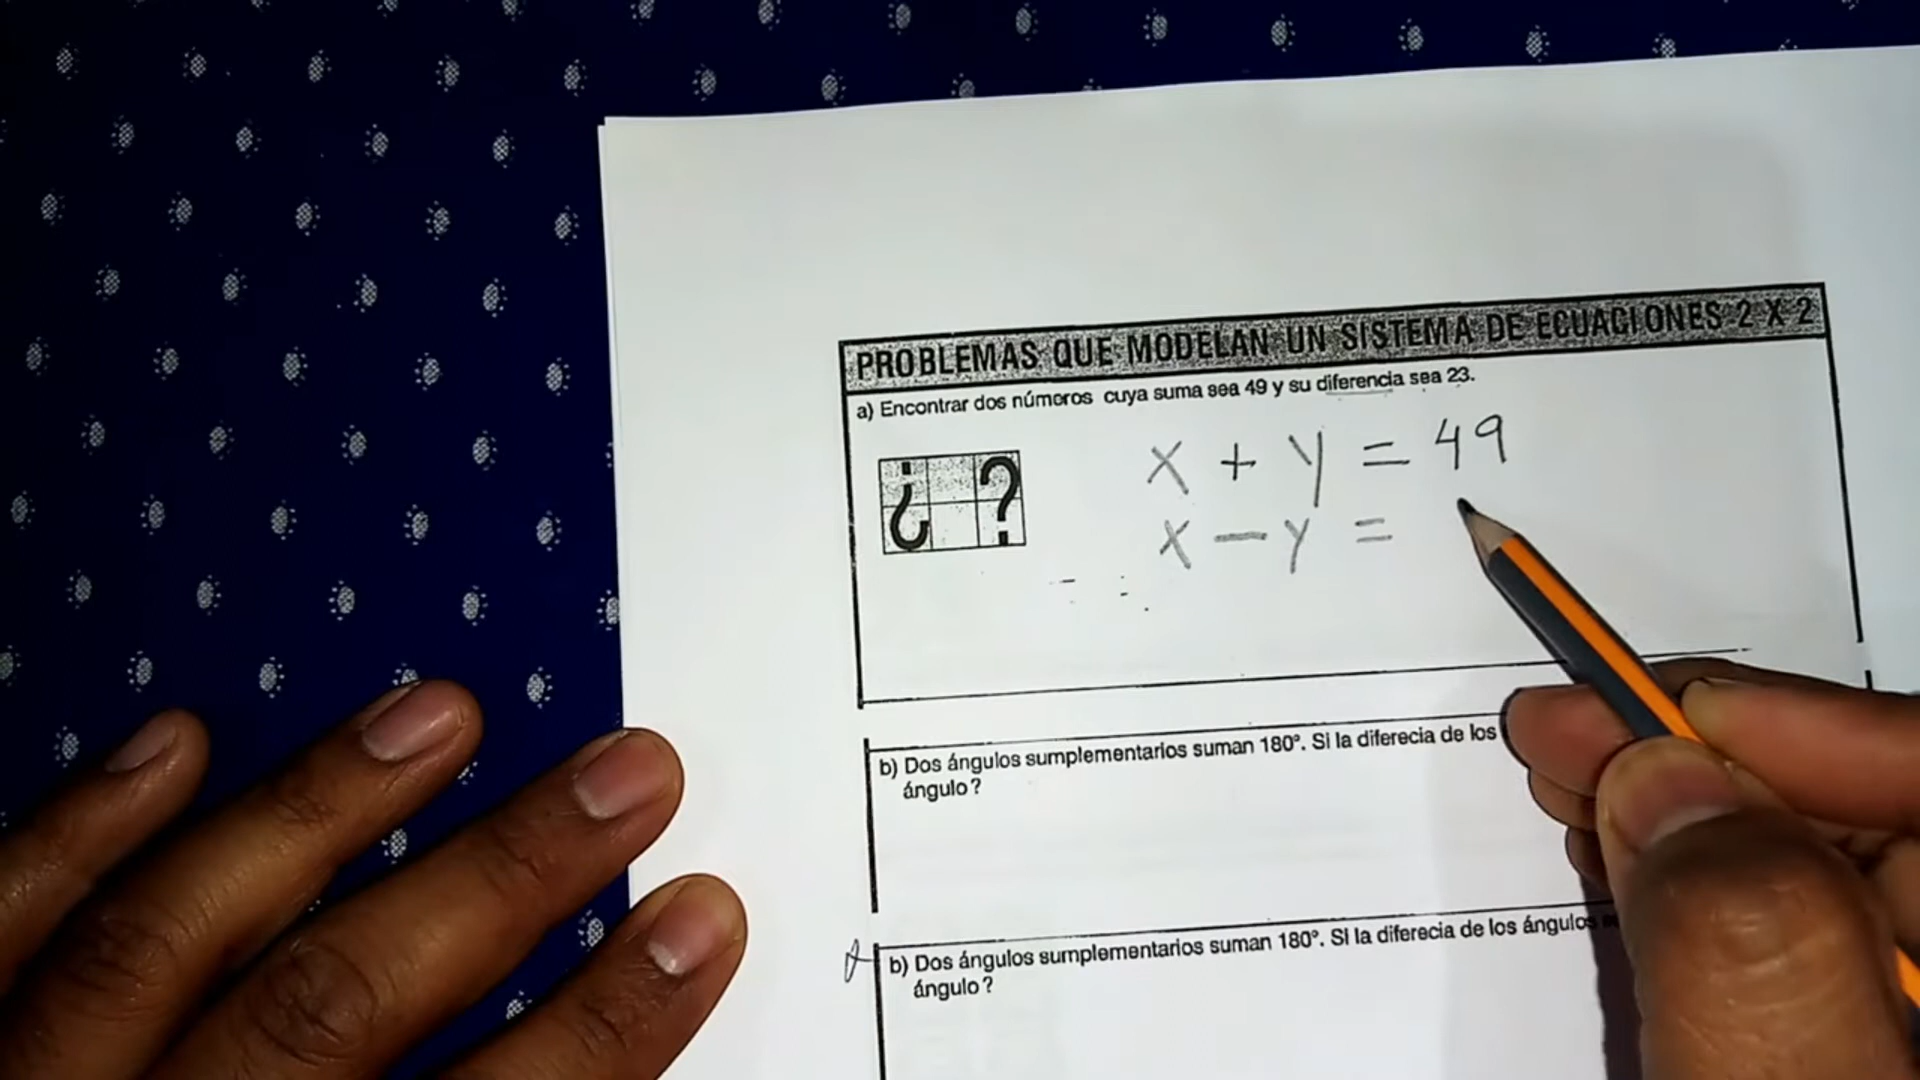 PROBLEMAS QUE MODELAN UN SISTEMA DE ECUACIONES 2 X 2
a) Encontrar dos números cuya suma sea 49 y su diferencia sea 23.
¿ ?
x + y = 49
x - y =
b) Dos ángulos sumplementarios suman 180°. Si la diferecia de los
ángulo?
b) Dos ángulos sumplementarios suman 180°. Si la diferecia de los ángulos
ángulo?